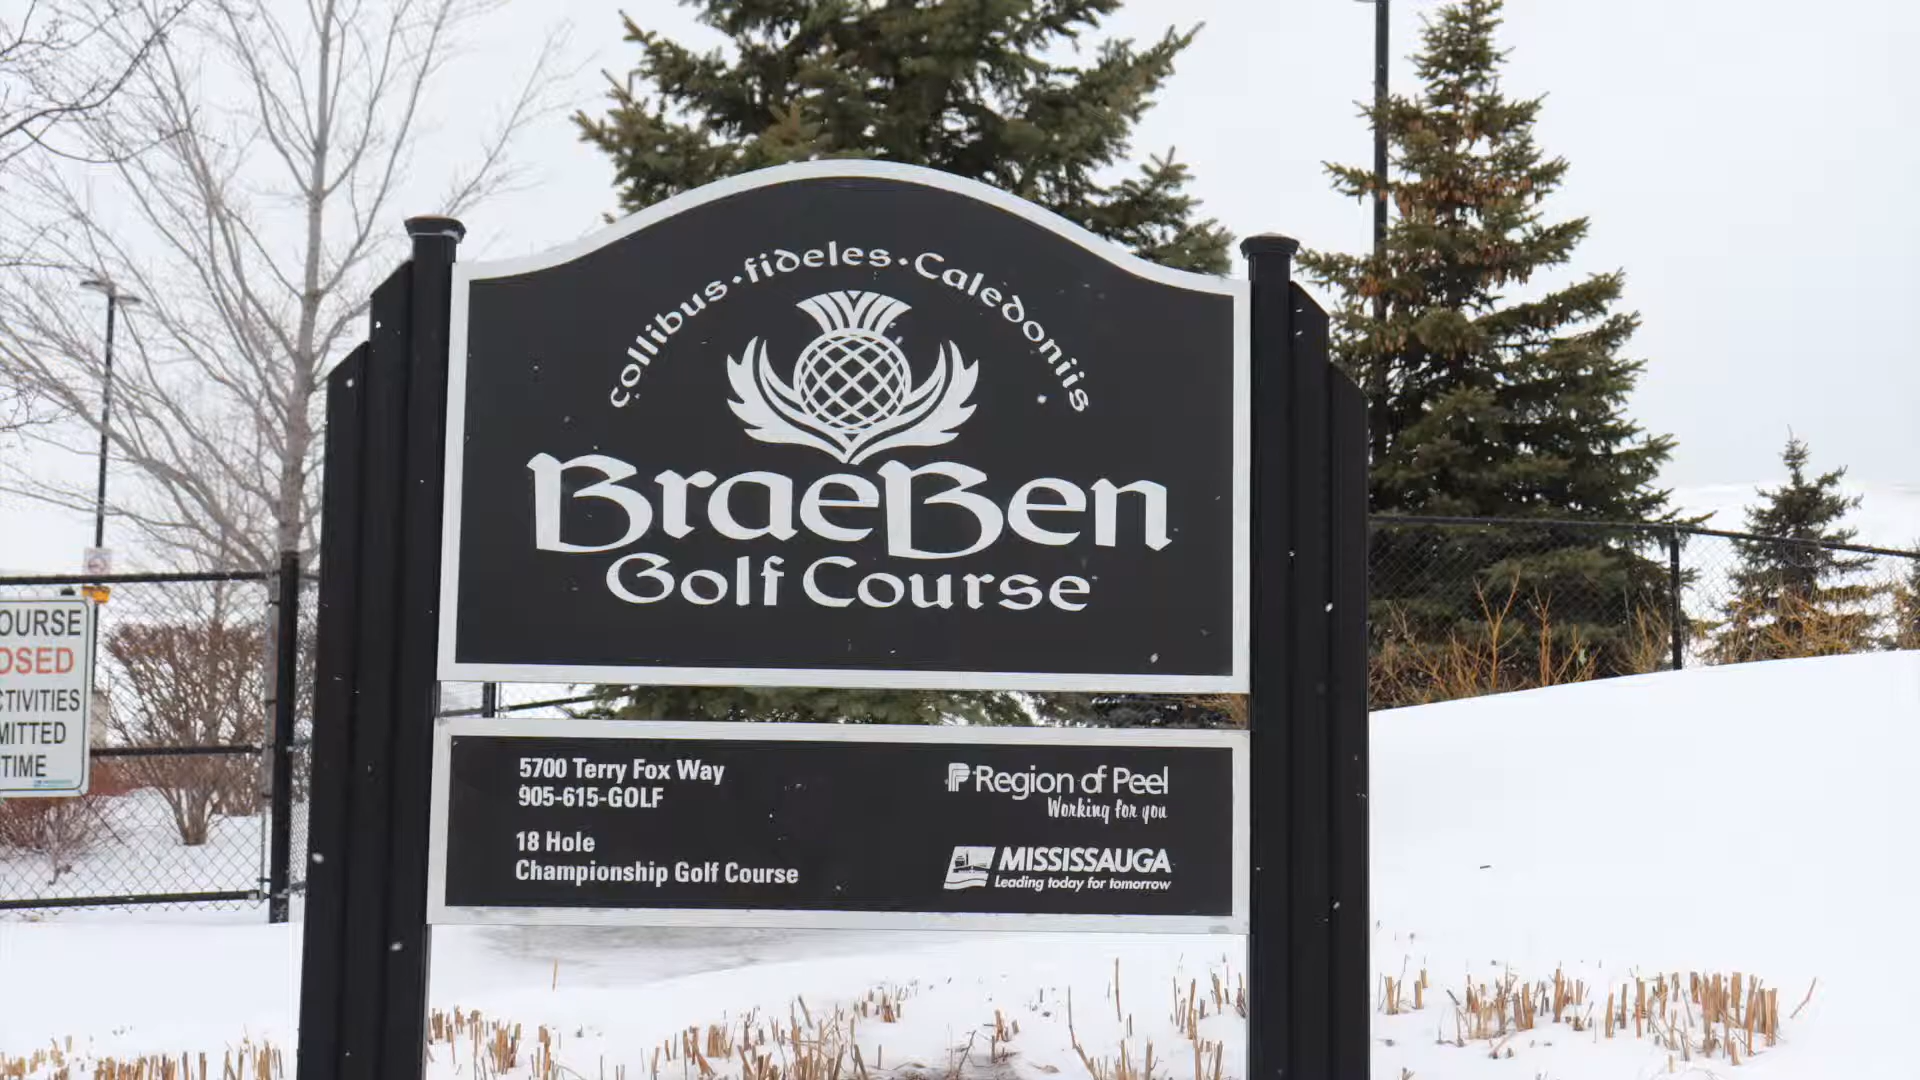 collibus · fideles · Caledoniis
BraeBen
Golf Course
5700 Terry Fox Way
905-615-GOLF
18 Hole
Championship Golf Course
Region of Peel
Working for you
MISSISSAUGA
Leading today for tomorrow
OURSE
OSED
CTIVITIES
MITTED
TIME